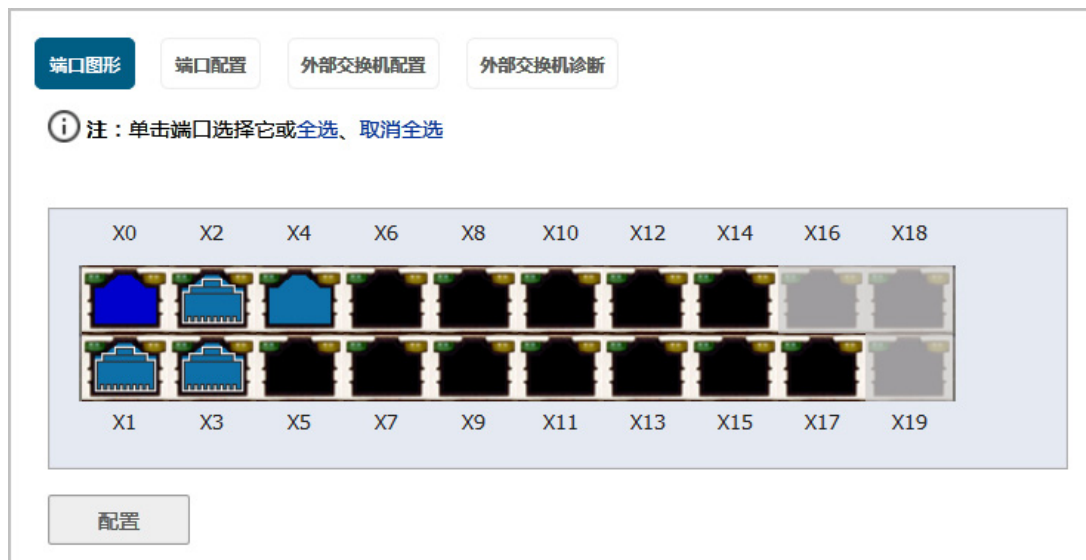 端口图形 端口配置 外部交换机配置 外部交换机诊断
注：单击端口选择它或全选、取消全选
X0 X2 X4 X6 X8 X10 X12 X14 X16 X18
X1 X3 X5 X7 X9 X11 X13 X15 X17 X19
配置